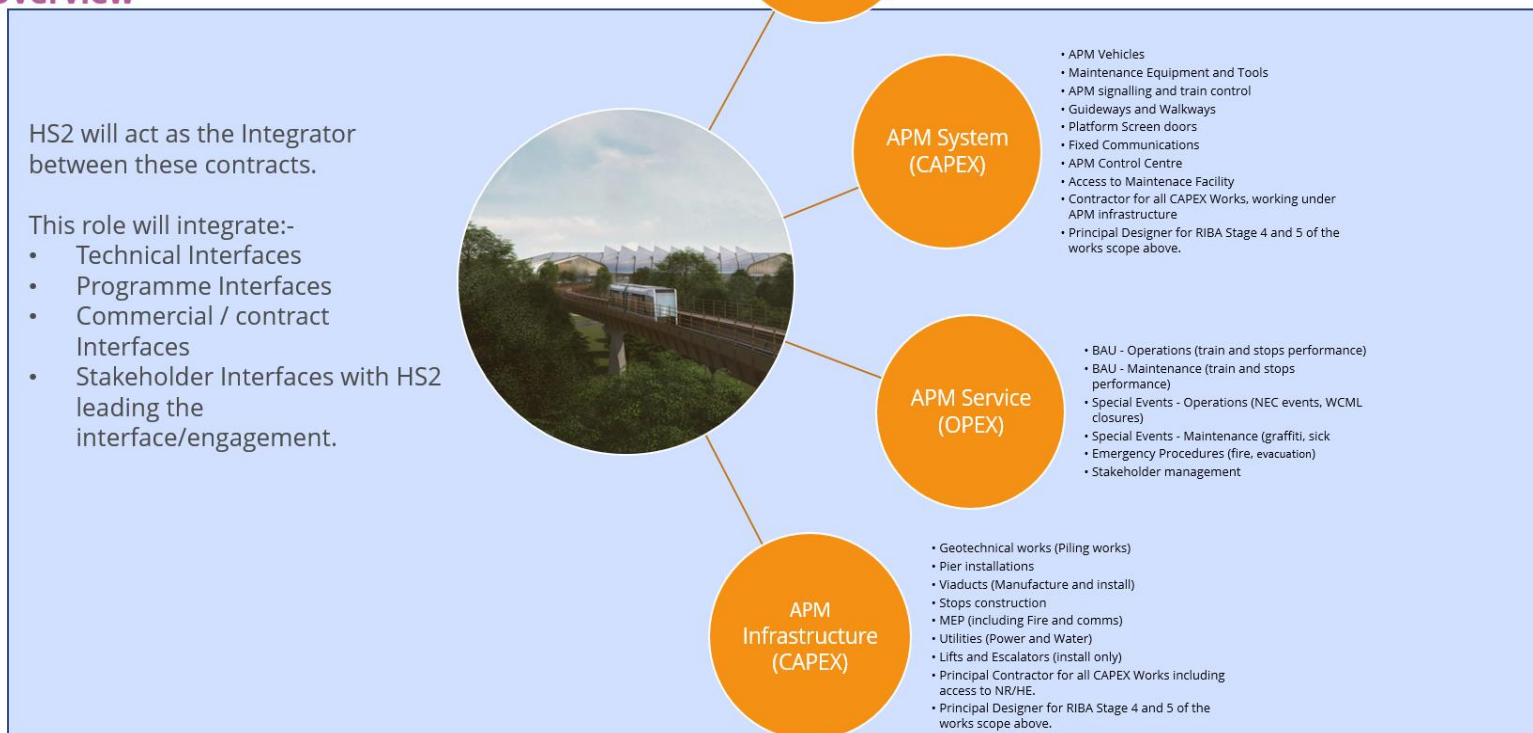 HS2 will act as the Integrator
between these contracts.
This role will integrate:-
• Technical Interfaces
• Programme Interfaces
• Commercial / contract
Interfaces
• Stakeholder Interfaces with HS2
leading the
interface/engagement.
APM System
(CAPEX)
• APM Vehicles
• Maintenance Equipment and Tools
• APM signalling and train control
• Guideways and Walkways
• Platform Screen doors
• Fixed Communications
• APM Control Centre
• Access to Maintenace Facility
• Contractor for all CAPEX Works, working under
APM infrastructure
• Principal Designer for RIBA Stage 4 and 5 of the
works scope above.
APM Service
(OPEX)
• BAU - Operations (train and stops performance)
• BAU - Maintenance (train and stops
performance)
• Special Events - Operations (NEC events, WCML
closures)
• Special Events - Maintenance (graffiti, sick
• Emergency Procedures (fire, evacuation)
• Stakeholder management
APM
Infrastructure
(CAPEX)
• Geotechnical works (Piling works)
• Pier installations
• Viaducts (Manufacture and install)
• Stops construction
• MEP (including Fire and comms)
• Utilities (Power and Water)
• Lifts and Escalators (install only)
• Principal Contractor for all CAPEX Works including
access to NR/HE.
• Principal Designer for RIBA Stage 4 and 5 of the
works scope above.